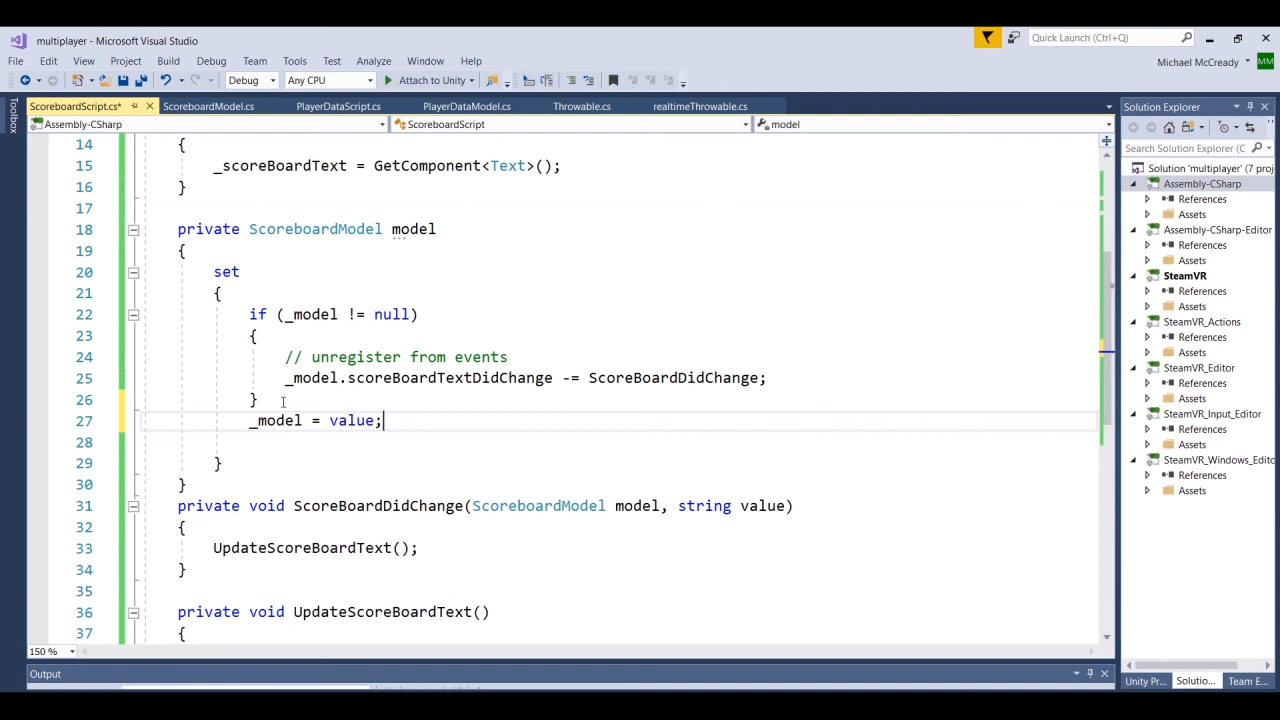 multiplayer - Microsoft Visual Studio
Quick Launch (Ctrl+Q)
File Edit View Project Build Debug Team Tools Test Analyze Window Help
Michael McCready MM
Debug Any CPU Attach to Unity
Toolbox
ScoreboardScript.cs* ScoreboardModel.cs PlayerDataScript.cs PlayerDataModel.cs Throwable.cs realtimeThrowable.cs
Assembly-CSharp ScoreboardScript model
14 {
15 _scoreBoardText = GetComponent<Text>();
16 }
17
18 private ScoreboardModel model
19 {
20 set
21 {
22 if (_model != null)
23 {
24 // unregister from events
25 _model.scoreBoardTextDidChange -= ScoreBoardDidChange;
26 }
27 _model = value;
28
29 }
30 }
31 private void ScoreBoardDidChange(ScoreboardModel model, string value)
32 {
33 UpdateScoreBoardText();
34 }
35
36 private void UpdateScoreBoardText()
37 {
150 %
Output
Solution Explorer
Search Solution Explorer (C
Solution 'multiplayer' (7 proj
Assembly-CSharp
References
Assets
Assembly-CSharp-Editor
References
Assets
SteamVR
References
Assets
SteamVR_Actions
References
Assets
SteamVR_Editor
References
Assets
SteamVR_Input_Editor
References
Assets
SteamVR_Windows_Editor
References
Assets
Unity Pr... Solutio... Team E...